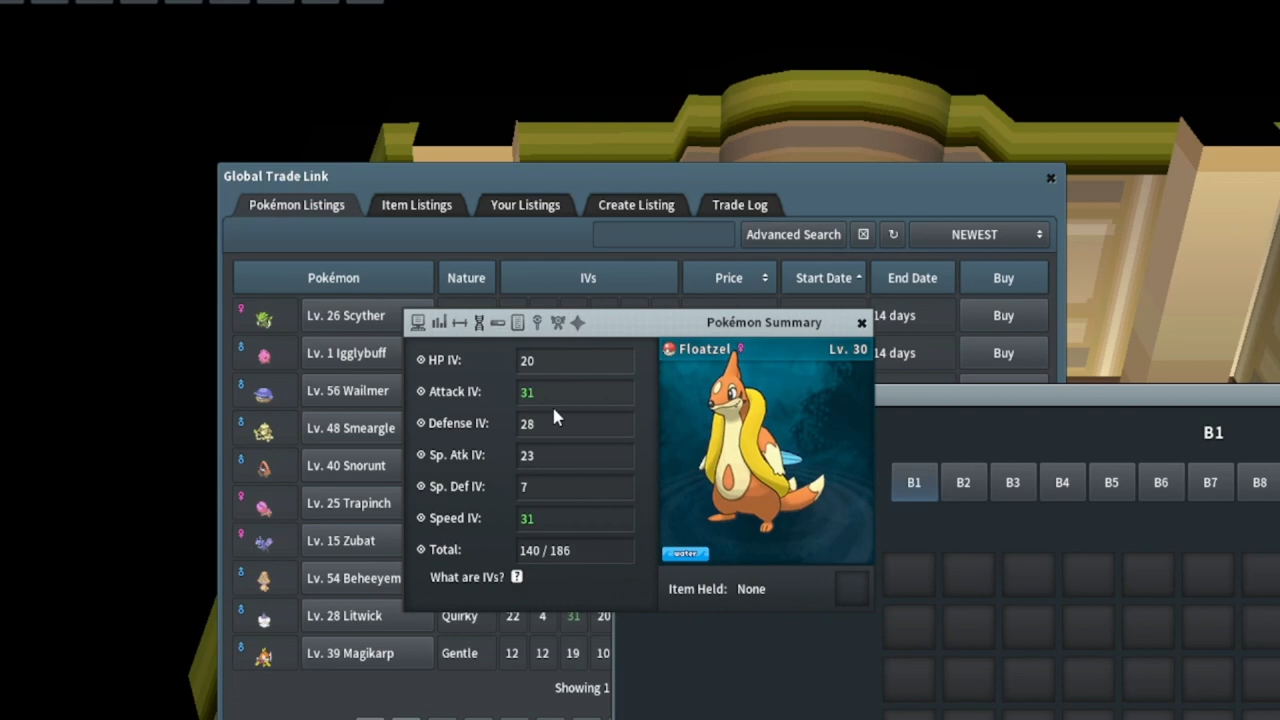 Global Trade Link
Pokémon Listings Item Listings Your Listings Create Listing Trade Log
Advanced Search NEWEST
Pokémon Nature IVs Price Start Date End Date Buy
Lv. 26 Scyther 14 days Buy
Lv. 1 Igglybuff 14 days Buy
Lv. 56 Wailmer
Lv. 48 Smeargle
Lv. 40 Snorunt
Lv. 25 Trapinch
Lv. 15 Zubat
Lv. 54 Beheeyem
Lv. 28 Litwick Quirky 22 4 31 20
Lv. 39 Magikarp Gentle 12 12 19 10
Showing 1
Pokémon Summary
HP IV: 20
Attack IV: 31
Defense IV: 28
Sp. Atk IV: 23
Sp. Def IV: 7
Speed IV: 31
Total: 140 / 186
What are IVs? ?
Floatzel Lv. 30
water
Item Held: None
B1
B1 B2 B3 B4 B5 B6 B7 B8